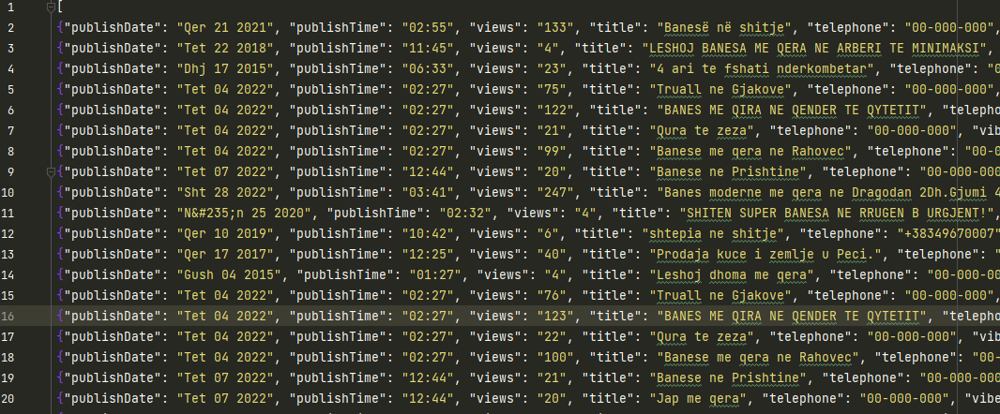 1 [
2 {"publishDate": "Qer 21 2021", "publishTime": "02:55", "views": "133", "title": "Banesë në shitje", "telephone": "00-000-000",
3 {"publishDate": "Tet 22 2018", "publishTime": "11:45", "views": "4", "title": "LESHOJ BANESA ME QERA NE ARBERI TE MINIMAKSI",
4 {"publishDate": "Dhj 17 2015", "publishTime": "06:33", "views": "23", "title": "4 ari te fshati nderkombetar", "telephone": "0
5 {"publishDate": "Tet 04 2022", "publishTime": "02:27", "views": "75", "title": "Truall ne Gjakove", "telephone": "00-000-000",
6 {"publishDate": "Tet 04 2022", "publishTime": "02:27", "views": "122", "title": "BANES ME QIRA NE QENDER TE QYTETIT", "telepho
7 {"publishDate": "Tet 04 2022", "publishTime": "02:27", "views": "21", "title": "Qura te zeza", "telephone": "00-000-000", "vib
8 {"publishDate": "Tet 04 2022", "publishTime": "02:27", "views": "99", "title": "Banese me qera ne Rahovec", "telephone": "00-0
9 {"publishDate": "Tet 07 2022", "publishTime": "12:44", "views": "20", "title": "Banese ne Prishtine", "telephone": "00-000-000
10 {"publishDate": "Sht 28 2022", "publishTime": "03:41", "views": "247", "title": "Banes moderne me qera ne Dragodan 2Dh.Gjumi 4
11 {"publishDate": "N&#235;n 25 2020", "publishTime": "02:32", "views": "4", "title": "SHITEN SUPER BANESA NE RRUGEN B URGJENT!",
12 {"publishDate": "Qer 10 2019", "publishTime": "10:42", "views": "6", "title": "shtepia ne shitje", "telephone": "+38349670007"
13 {"publishDate": "Qer 17 2017", "publishTime": "12:25", "views": "40", "title": "Prodaja kuce i zemlje u Peci.", "telephone": "
14 {"publishDate": "Gush 04 2015", "publishTime": "01:27", "views": "4", "title": "Leshoj dhoma me qera", "telephone": "00-000-00
15 {"publishDate": "Tet 04 2022", "publishTime": "02:27", "views": "76", "title": "Truall ne Gjakove", "telephone": "00-000-000",
16 {"publishDate": "Tet 04 2022", "publishTime": "02:27", "views": "123", "title": "BANES ME QIRA NE QENDER TE QYTETIT", "telepho
17 {"publishDate": "Tet 04 2022", "publishTime": "02:27", "views": "22", "title": "Qura te zeza", "telephone": "00-000-000", "vib
18 {"publishDate": "Tet 04 2022", "publishTime": "02:27", "views": "100", "title": "Banese me qera ne Rahovec", "telephone": "00-
19 {"publishDate": "Tet 07 2022", "publishTime": "12:44", "views": "21", "title": "Banese ne Prishtine", "telephone": "00-000-000
20 {"publishDate": "Tet 07 2022", "publishTime": "12:44", "views": "20", "title": "Jap me qera", "telephone": "00-000-000", "vibe